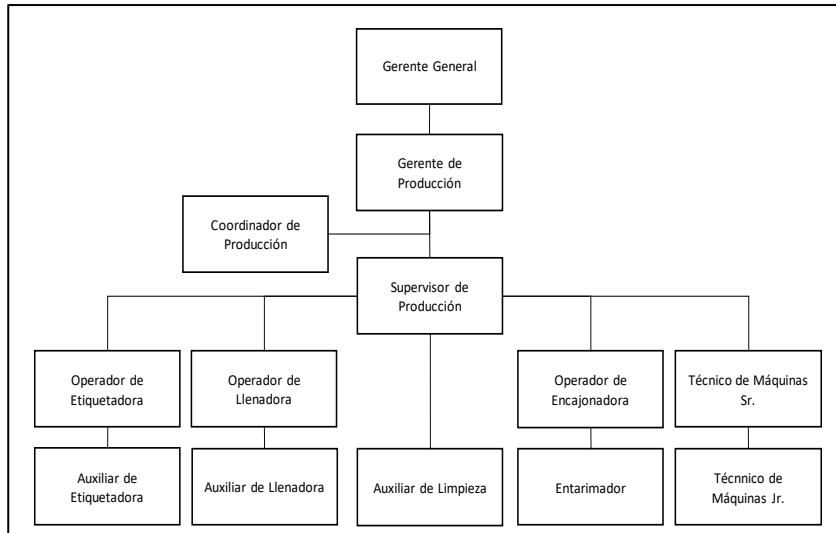 Gerente General
Gerente de
Producción
Coordinador de
Producción
Supervisor de
Producción
Operador de
Etiquetadora
Operador de
Llenadora
Operador de
Encajonadora
Técnico de Máquinas
Sr.
Auxiliar de
Etiquetadora
Auxiliar de Llenadora
Auxiliar de Limpieza
Entarimador
Técnnico de
Máquinas Jr.